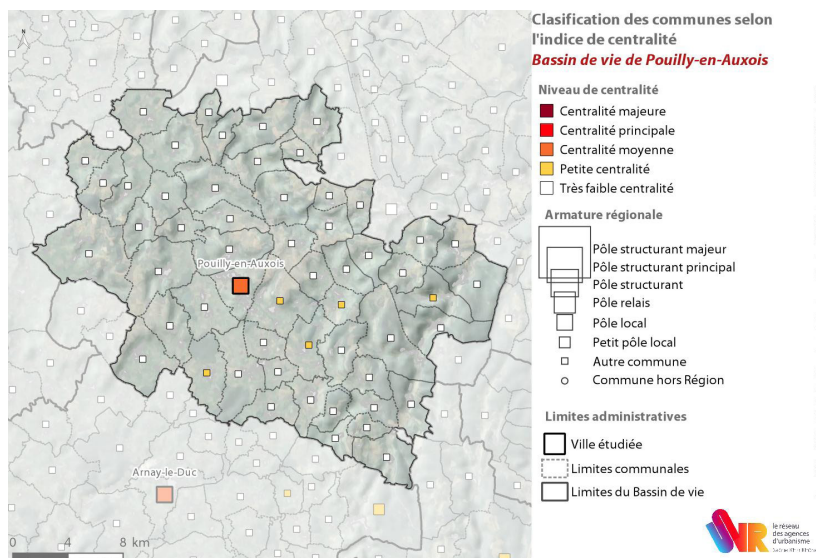 Clasification des communes selon
l'indice de centralité
Bassin de vie de Pouilly-en-Auxois
Niveau de centralité
Centralité majeure
Centralité principale
Centralité moyenne
Petite centralité
Très faible centralité
Armature régionale
Pôle structurant majeur
Pôle structurant principal
Pôle structurant
Pôle relais
Pôle local
Petit pôle local
Autre commune
Commune hors Région
Limites administratives
Ville étudiée
Limites communales
Limites du Bassin de vie
N
Pouilly-en-Auxois
Arnay-le-Duc
0 4 8 km
le réseau
des agences
d'urbanisme